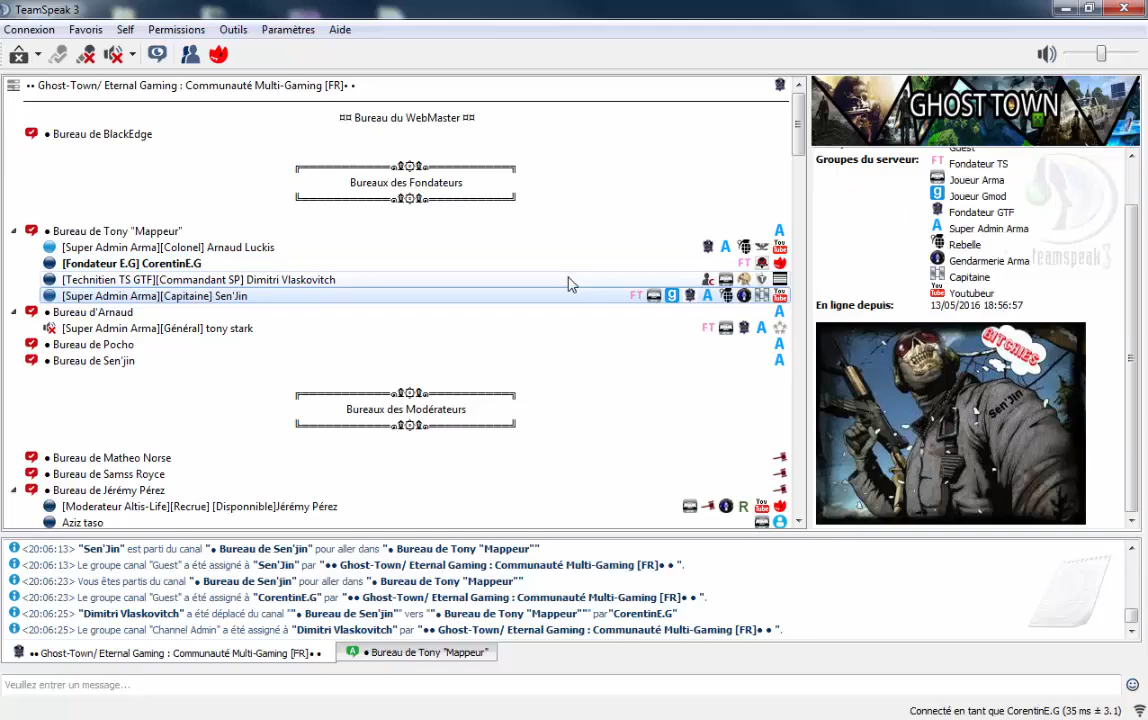 TeamSpeak 3
Connexion Favoris Self Permissions Outils Paramètres Aide
•• Ghost-Town/ Eternal Gaming : Communauté Multi-Gaming [FR]• •
¤¤ Bureau du WebMaster ¤¤
● Bureau de BlackEdge
Bureaux des Fondateurs
● Bureau de Tony "Mappeur"
[Super Admin Arma][Colonel] Arnaud Luckis
[Fondateur E.G] CorentinE.G
[Technitien TS GTF][Commandant SP] Dimitri Vlaskovitch
[Super Admin Arma][Capitaine] Sen'Jin
● Bureau d'Arnaud
[Super Admin Arma][Général] tony stark
● Bureau de Pocho
● Bureau de Sen'jin
Bureaux des Modérateurs
● Bureau de Matheo Norse
● Bureau de Samss Royce
● Bureau de Jérémy Pérez
[Moderateur Altis-Life][Recrue] [Disponnible]Jérémy Pérez
Aziz taso
GHOST TOWN
Guest
Groupes du serveur:
FT Fondateur TS
Joueur Arma
g Joueur Gmod
Fondateur GTF
A Super Admin Arma
Rebelle
Gendarmerie Arma
Capitaine
You Tube Youtubeur
teamspeak3
En ligne depuis: 13/05/2016 18:56:57
BITCHIES
Sen'Jin
<20:06:13> "Sen'Jin" est parti du canal "● Bureau de Sen'jin" pour aller dans "● Bureau de Tony "Mappeur""
<20:06:13> Le groupe canal "Guest" a été assigné à "Sen'Jin" par "•• Ghost-Town/ Eternal Gaming : Communauté Multi-Gaming [FR]• • ".
<20:06:23> Vous êtes partis du canal "● Bureau de Sen'jin" pour aller dans "● Bureau de Tony "Mappeur""
<20:06:23> Le groupe canal "Guest" a été assigné à "CorentinE.G" par "•• Ghost-Town/ Eternal Gaming : Communauté Multi-Gaming [FR]• • ".
<20:06:25> "Dimitri Vlaskovitch" a été déplacé du canal ""● Bureau de Sen'jin"" vers "● Bureau de Tony "Mappeur"" par"CorentinE.G"
<20:06:25> Le groupe canal "Channel Admin" a été assigné à "Dimitri Vlaskovitch" par "•• Ghost-Town/ Eternal Gaming : Communauté Multi-Gaming [FR]• • ".
•• Ghost-Town/ Eternal Gaming : Communauté Multi-Gaming [FR]• •
● Bureau de Tony "Mappeur"
Veuillez entrer un message...
Connecté en tant que CorentinE.G (35 ms ± 3.1)